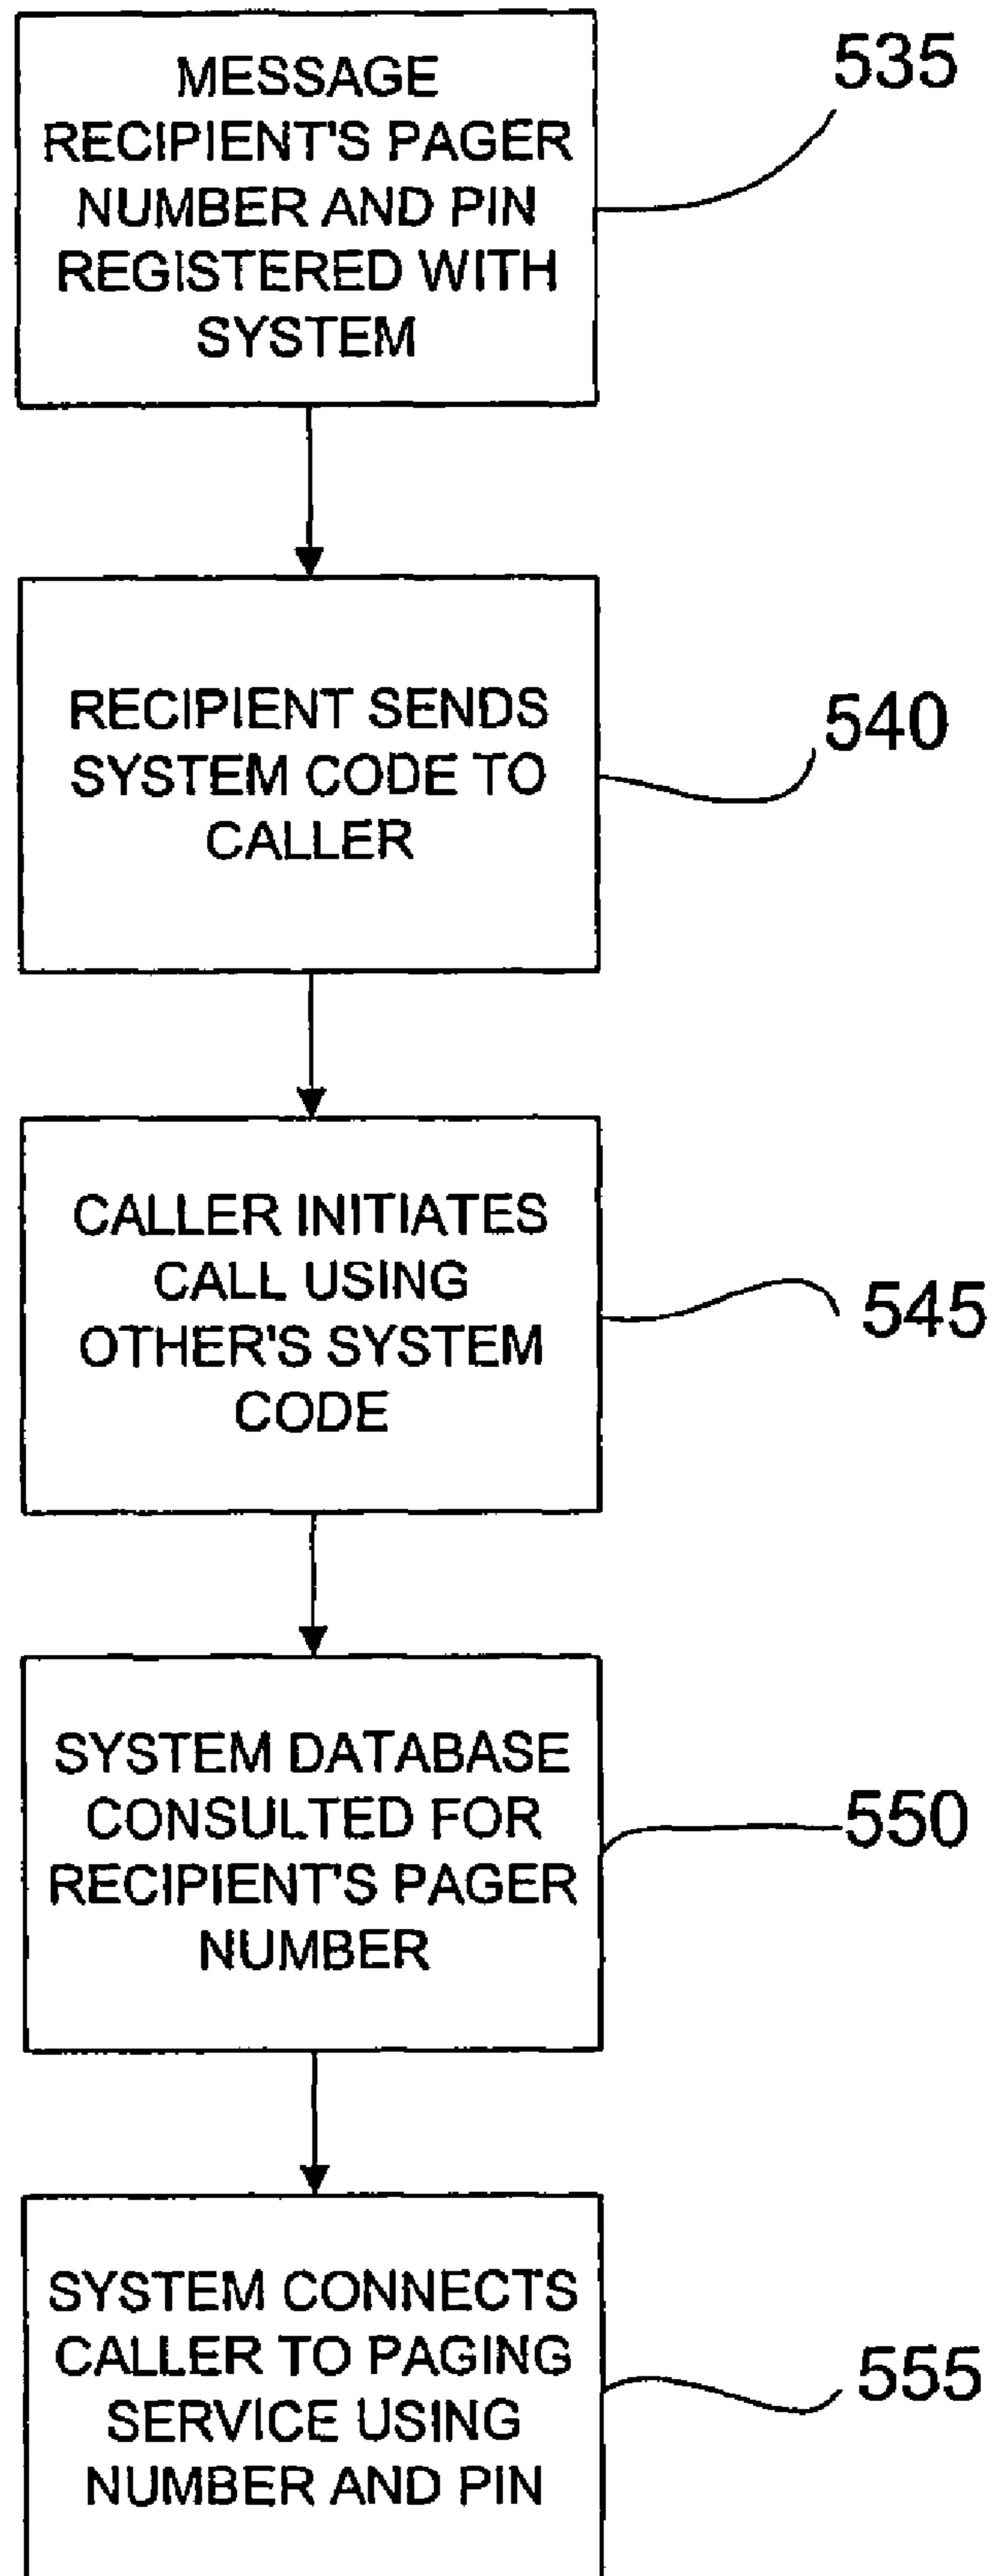 MESSAGE
RECIPIENT'S PAGER
NUMBER AND PIN
REGISTERED WITH
SYSTEM
535
RECIPIENT SENDS
SYSTEM CODE TO
CALLER
540
CALLER INITIATES
CALL USING
OTHER'S SYSTEM
CODE
545
SYSTEM DATABASE
CONSULTED FOR
RECIPIENT'S PAGER
NUMBER
550
SYSTEM CONNECTS
CALLER TO PAGING
SERVICE USING
NUMBER AND PIN
555